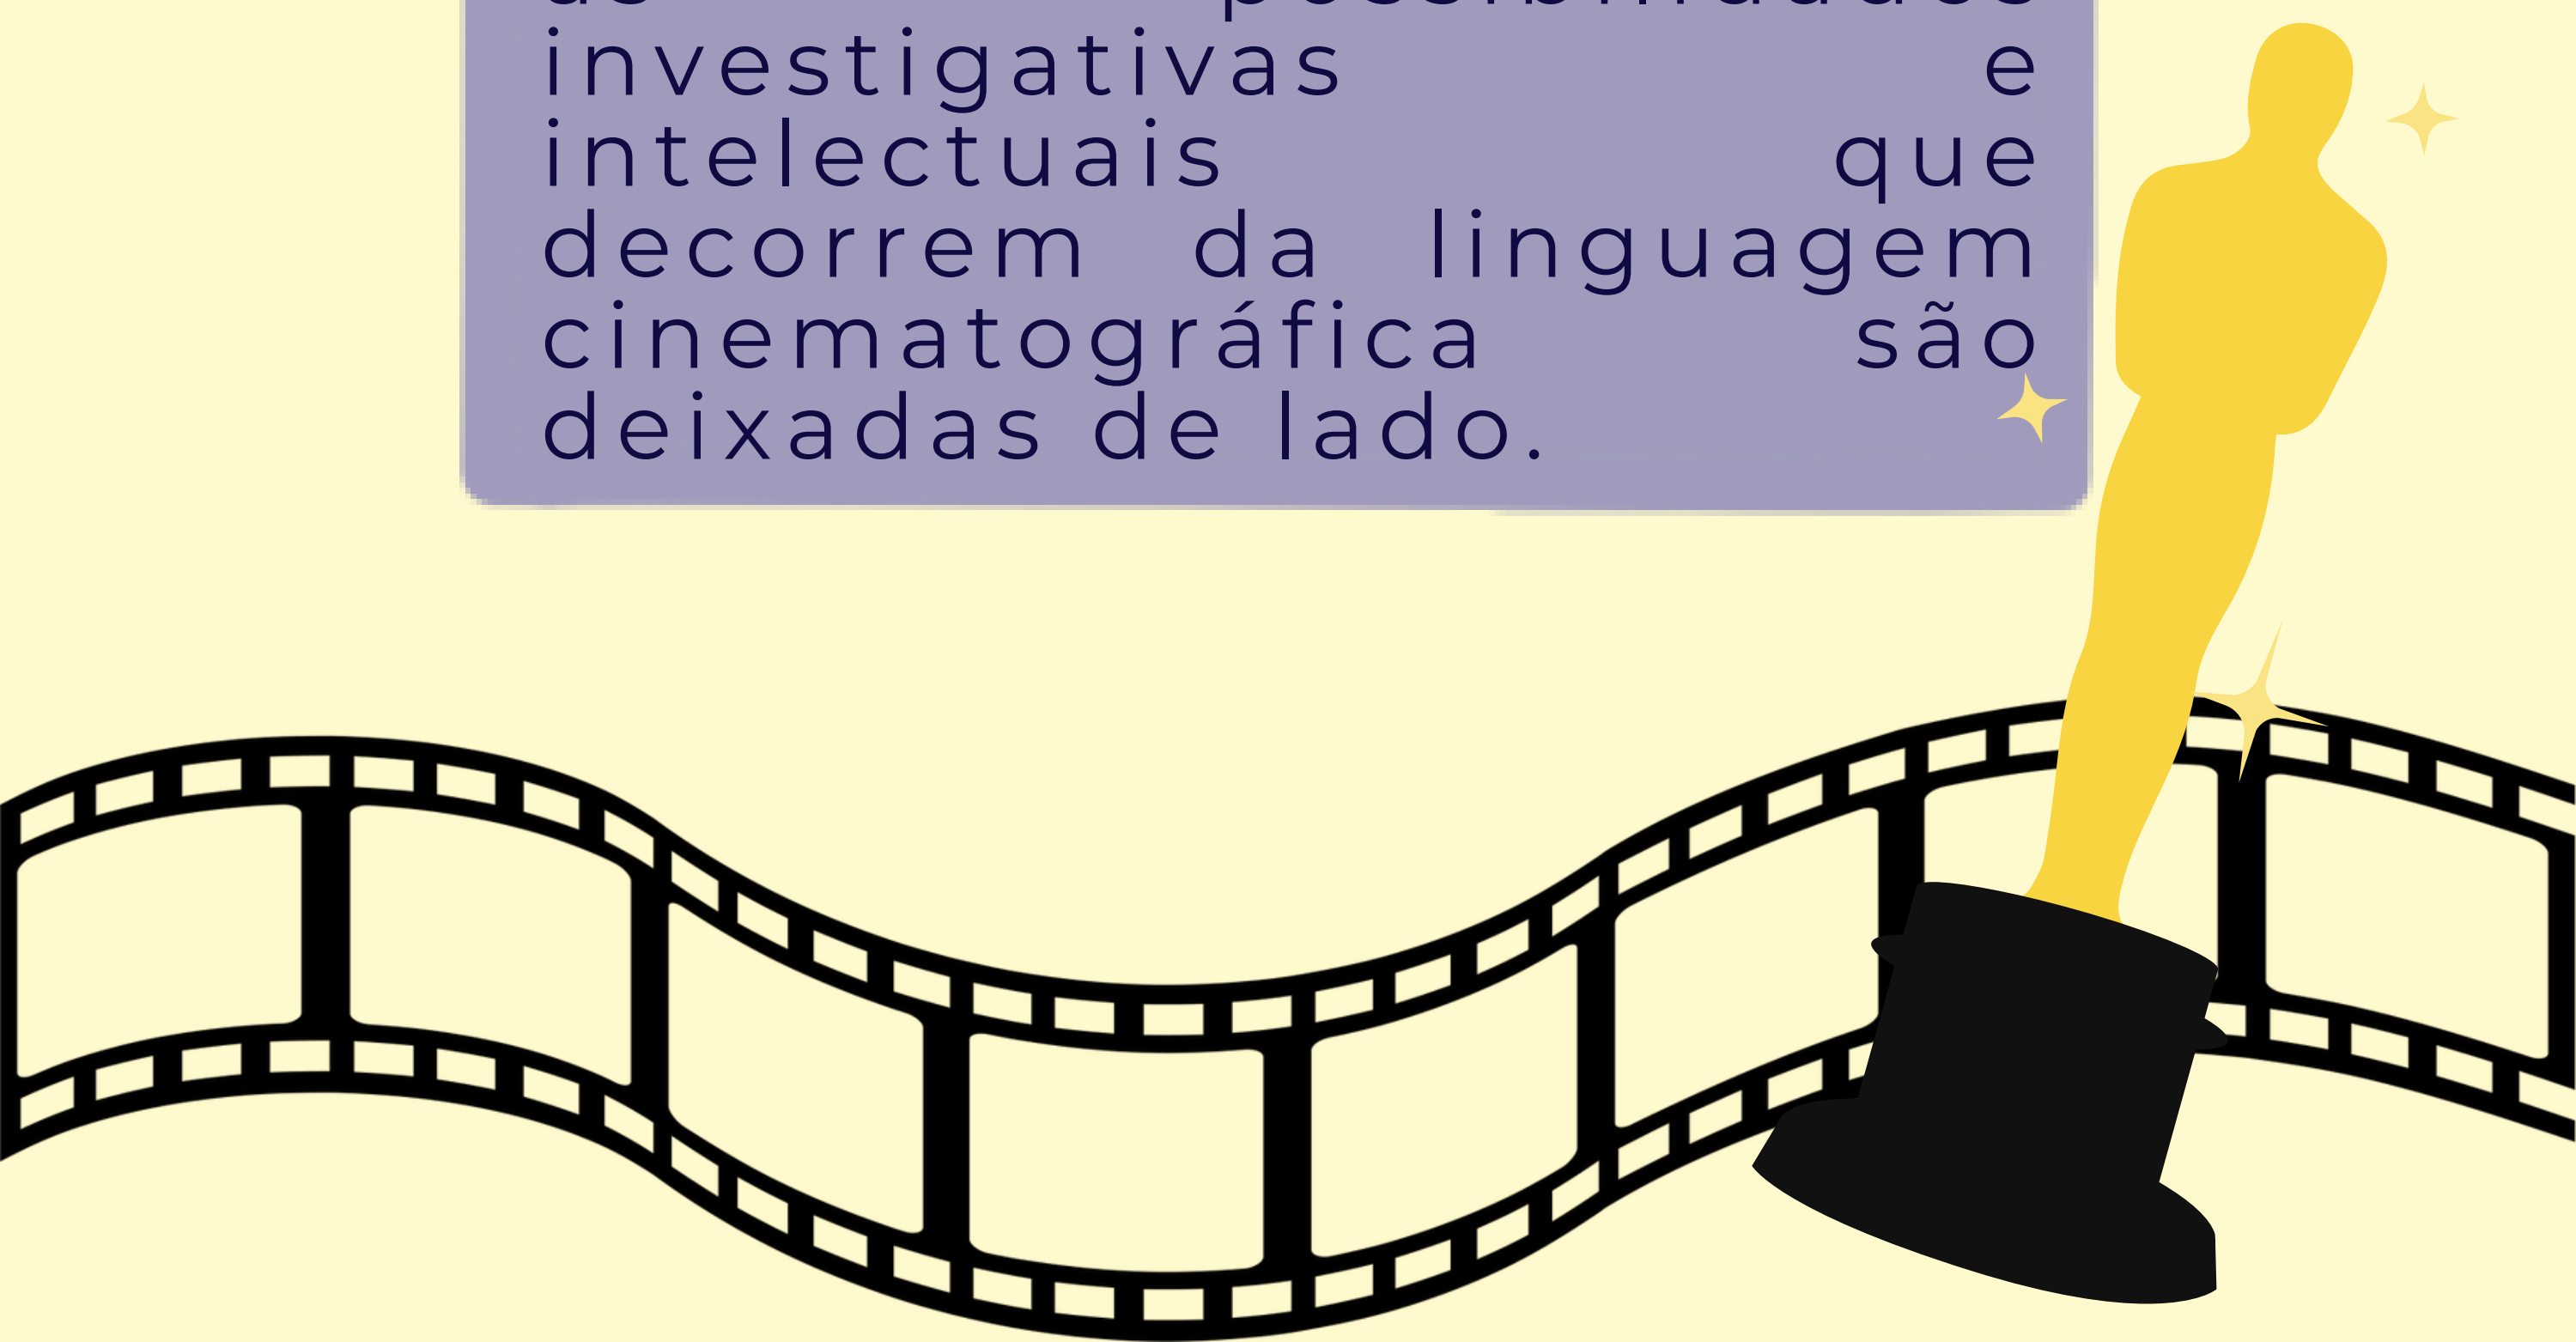 investigativas e
intelectuais que
decorrem da linguagem
cinematográfica são
deixadas de lado.